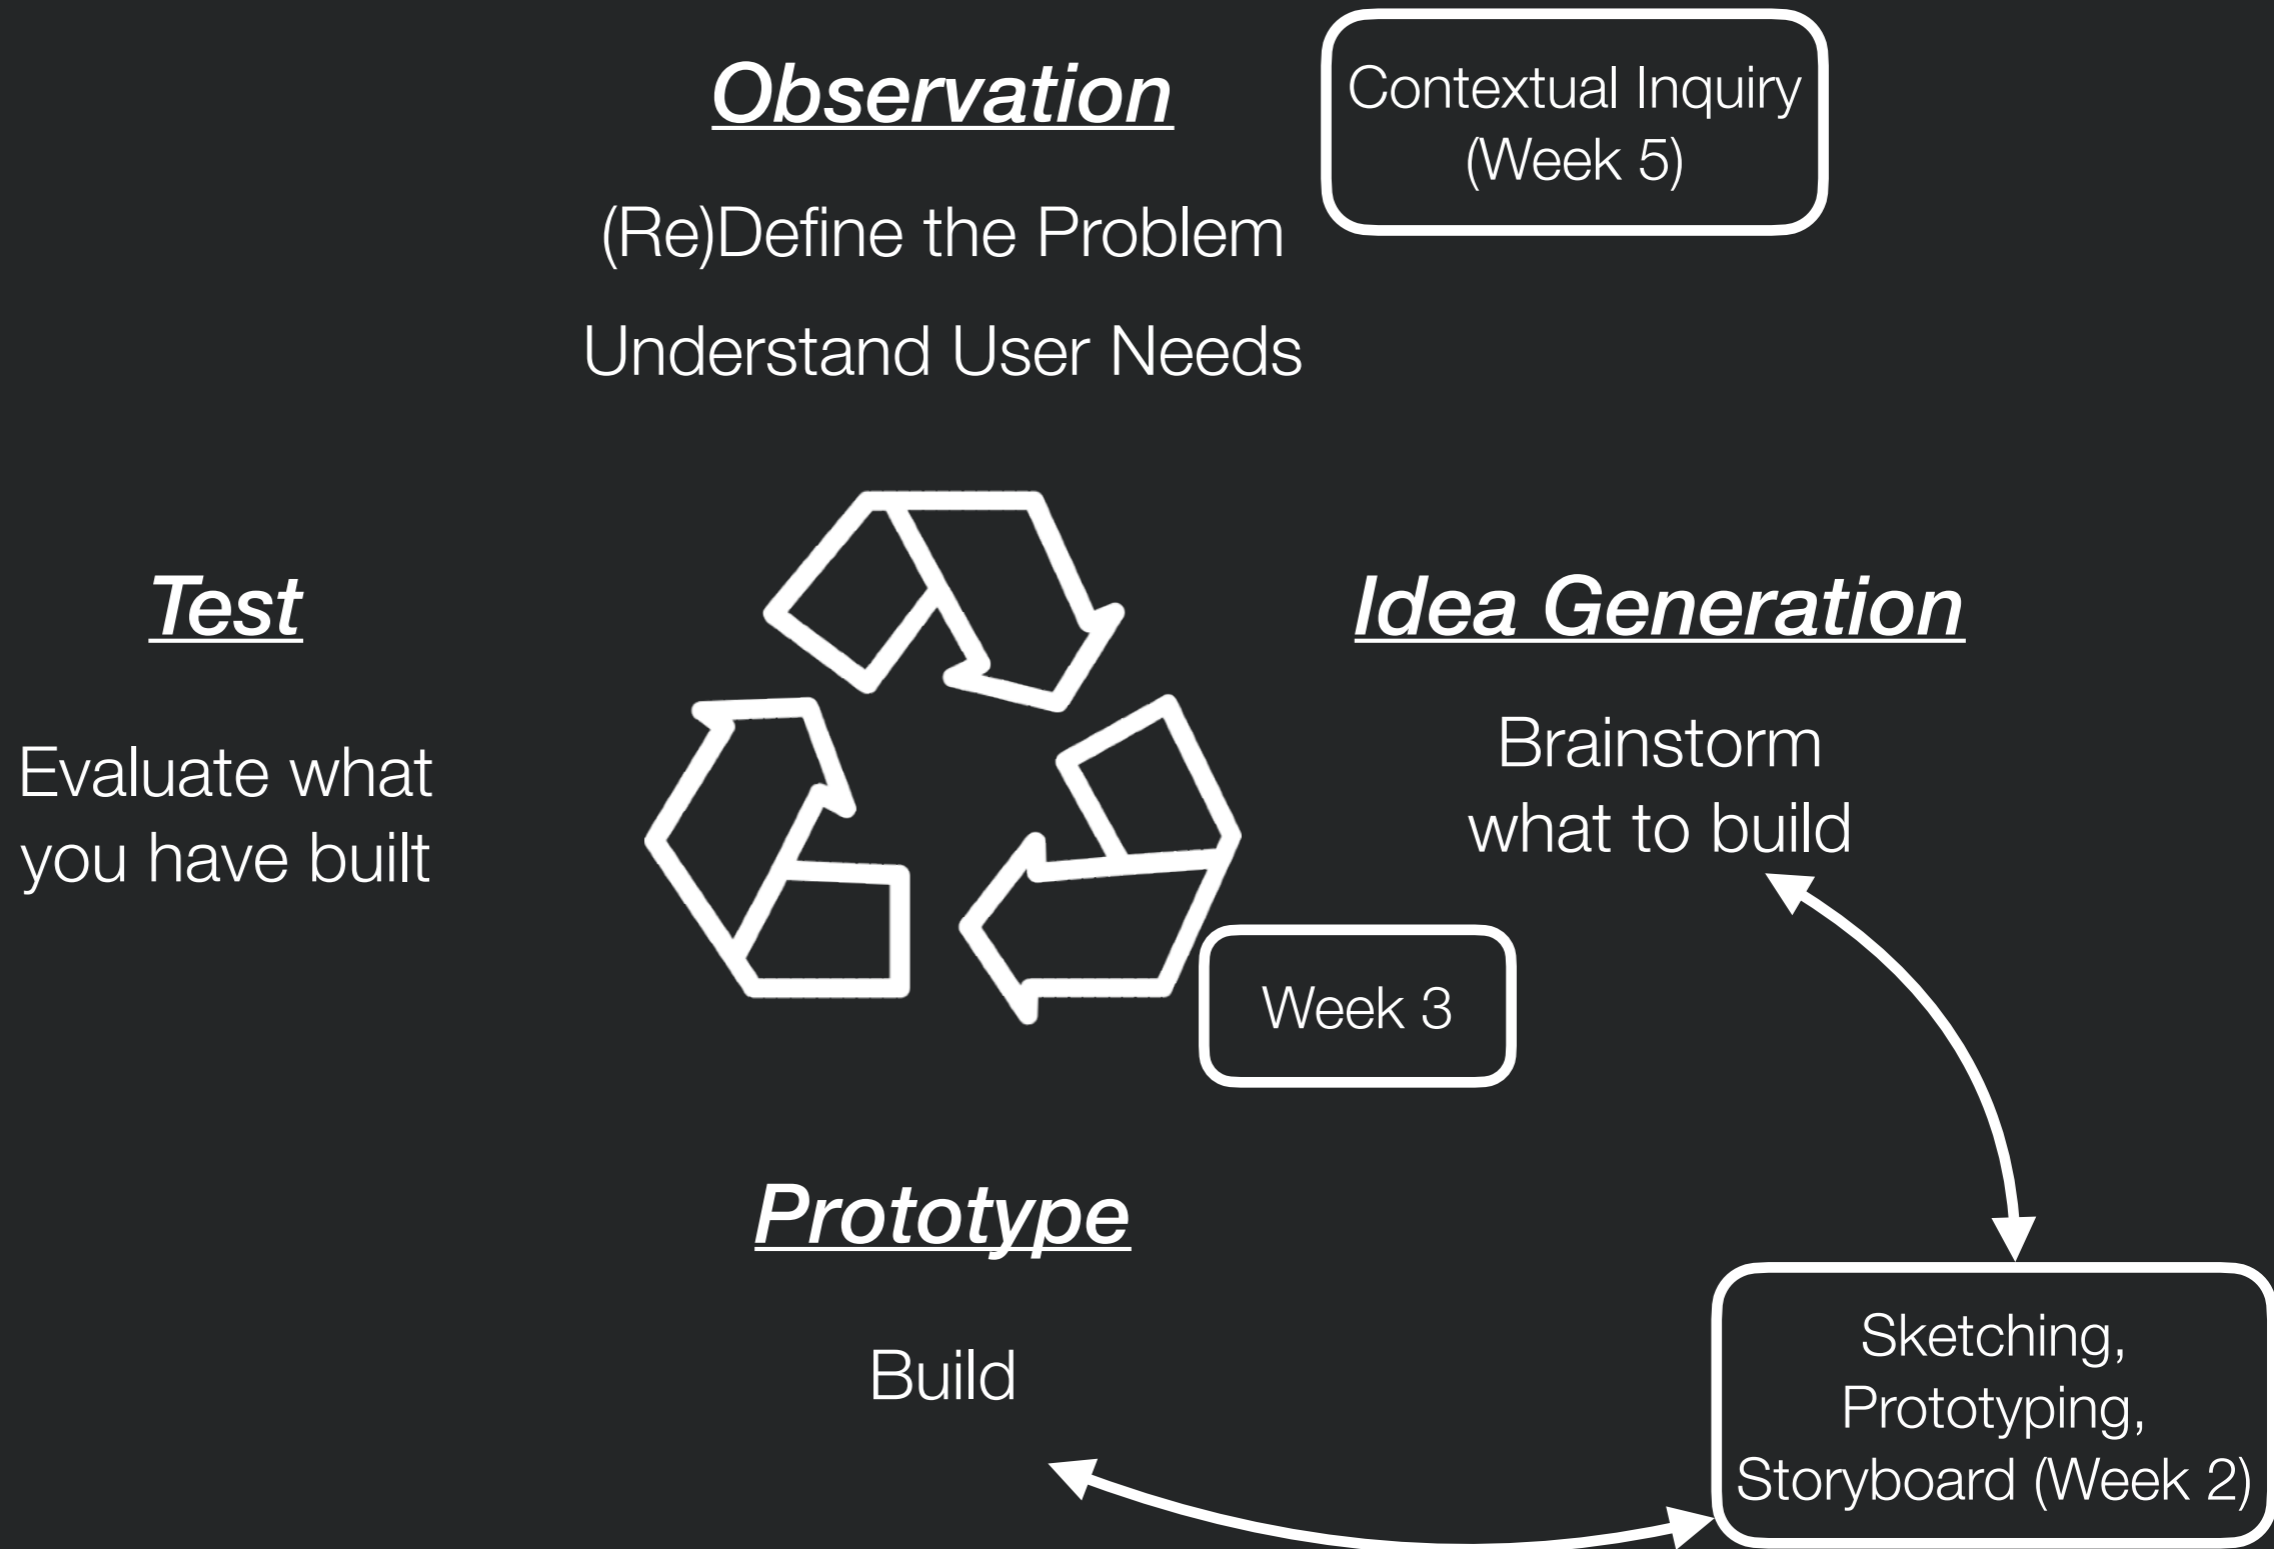 Observation
(Re)Define the Problem
Understand User Needs
Contextual Inquiry
(Week 5)
Test
Evaluate what
you have built
Idea Generation
Brainstorm
what to build
Week 3
Prototype
Build
Sketching,
Prototyping,
Storyboard (Week 2)